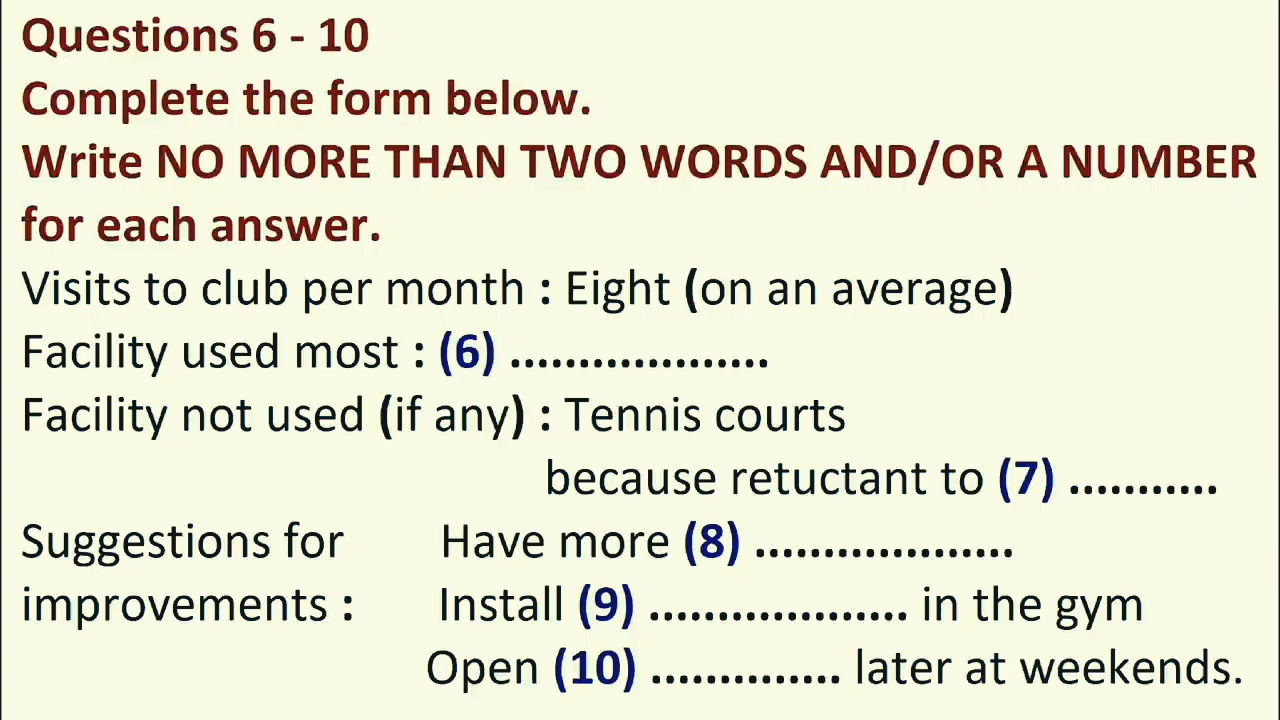 Questions 6 - 10
Complete the form below.
Write NO MORE THAN TWO WORDS AND/OR A NUMBER
for each answer.
Visits to club per month : Eight (on an average)
Facility used most : (6) ...................
Facility not used (if any) : Tennis courts
because retuctant to (7) ...........
Suggestions for Have more (8) ...................
improvements : Install (9) ................... in the gym
Open (10) .............. later at weekends.